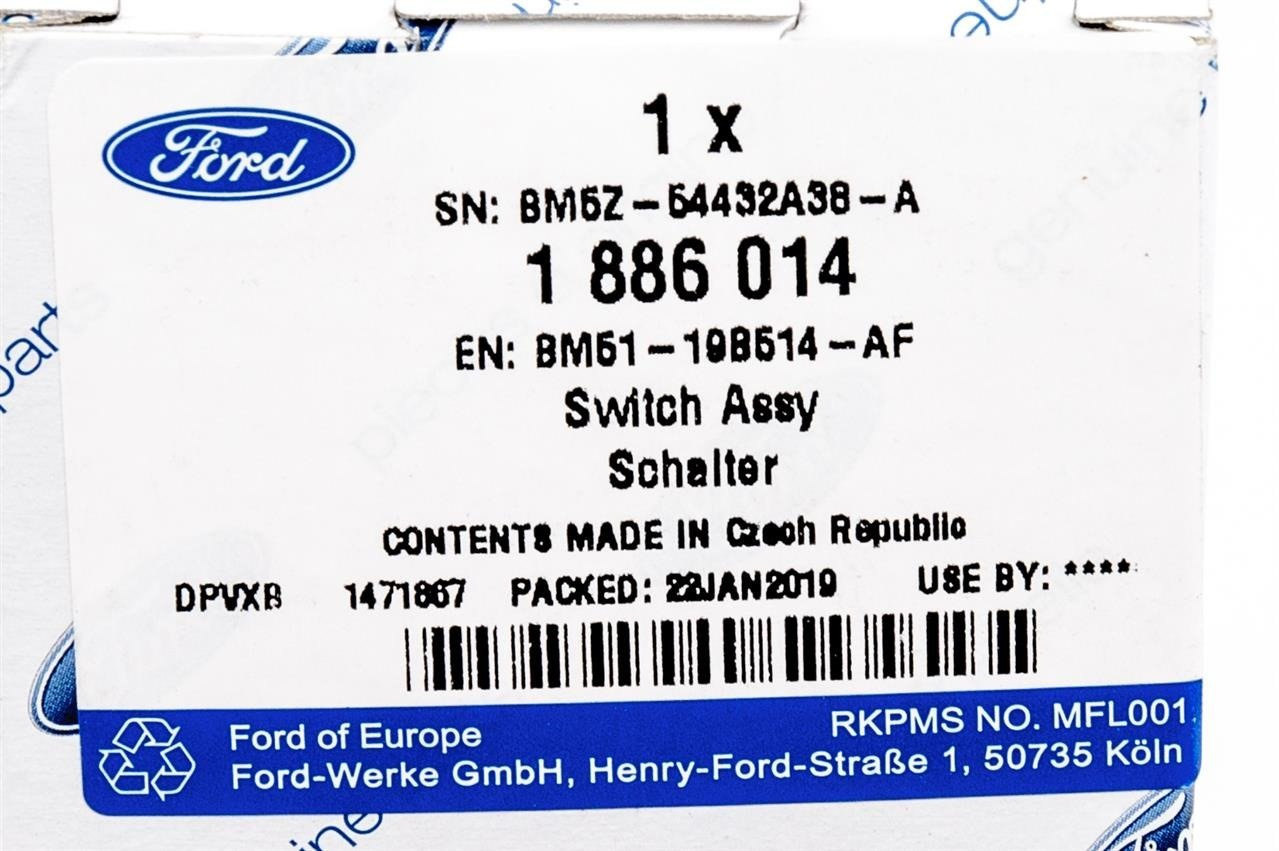 Ford
1 x
SN: BM5Z-54432A38-A
1 886 014
EN: BM51-19B514-AF
Switch Assy
Schalter
CONTENTS MADE IN Czech Republic
DPVXB 1471867 PACKED: 22JAN2019 USE BY: ****
Ford of Europe
RKPMS NO. MFL001
Ford-Werke GmbH, Henry-Ford-Straße 1, 50735 Köln
parts
genuine